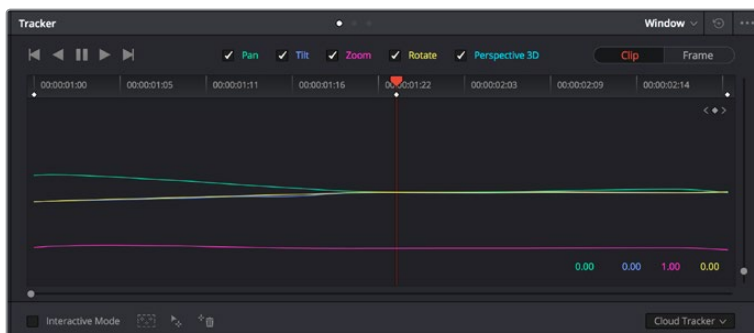 Tracker Window
Pan Tilt Zoom Rotate Perspective 3D Clip Frame
00:00:01:00 00:00:01:05 00:00:01:11 00:00:01:16 00:00:01:22 00:00:02:03 00:00:02:09 00:00:02:14
0.00 0.00 1.00 0.00
Interactive Mode Cloud Tracker